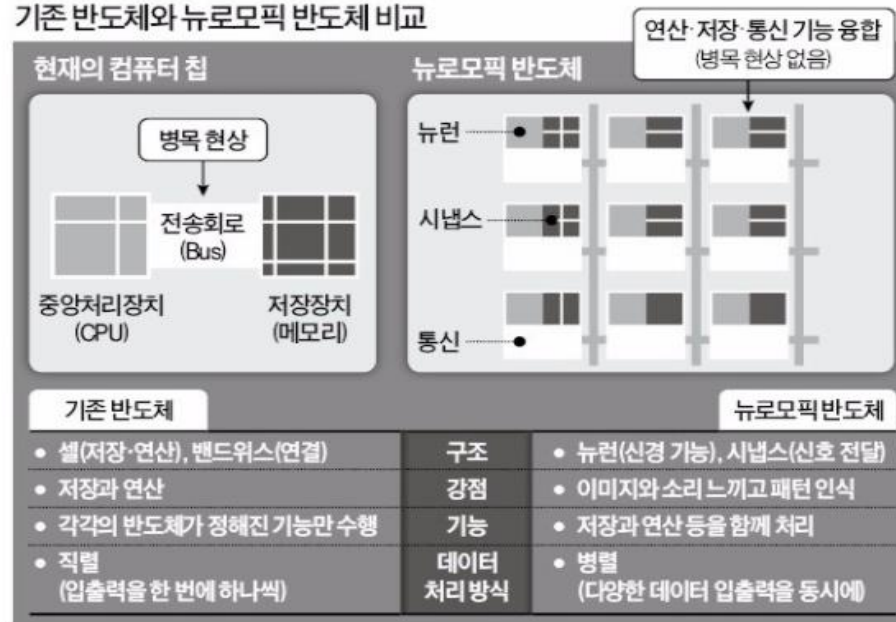 기존 반도체와 뉴로모픽 반도체 비교
연산·저장·통신 기능 융합
(병목 현상 없음)
현재의 컴퓨터 칩
뉴로모픽 반도체
병목 현상
전송회로
(Bus)
중앙처리장치
(CPU)
저장장치
(메모리)
뉴런
시냅스
통신
기존 반도체
뉴로모픽 반도체
• 셀(저장·연산), 밴드위스(연결)
구조
• 뉴런(신경 기능), 시냅스(신호 전달)
• 저장과 연산
강점
• 이미지와 소리 느끼고 패턴 인식
• 각각의 반도체가 정해진 기능만 수행
기능
• 저장과 연산 등을 함께 처리
• 직렬
(입출력을 한 번에 하나씩)
데이터
처리 방식
• 병렬
(다양한 데이터 입출력을 동시에)